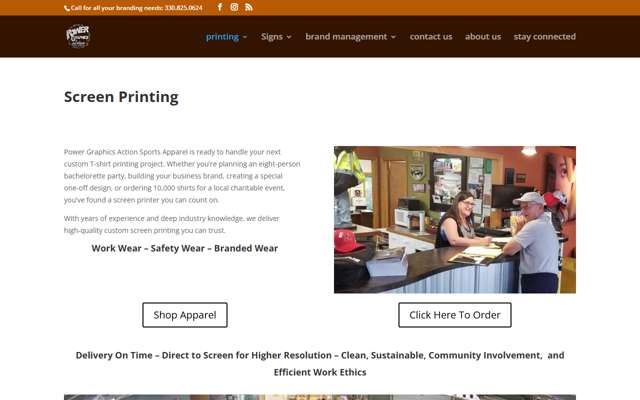 Call for all your branding needs: 330.825.0624
POWER
printing
Signs
brand management
contact us
about us
stay connected
Screen Printing
Power Graphics Action Sports Apparel is ready to handle your next
custom T-shirt printing project. Whether you're planning an eight-person
bachelorette party, building your business brand, creating a special
one-off design, or ordering 10,000 shirts for a local charitable event,
you've found a screen printer you can count on.
With years of experience and deep industry knowledge, we deliver
high-quality custom screen printing you can trust.
Work Wear – Safety Wear – Branded Wear
Shop Apparel
Click Here To Order
Delivery On Time – Direct to Screen for Higher Resolution – Clean, Sustainable, Community Involvement, and
Efficient Work Ethics